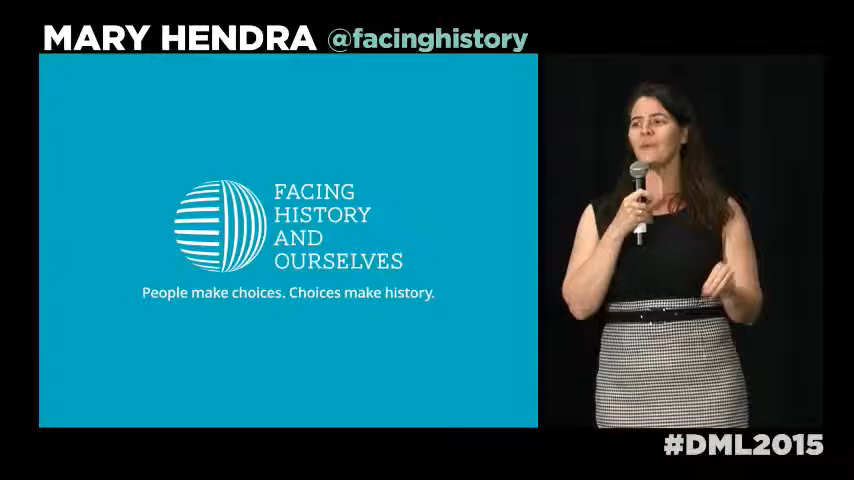 MARY HENDRA @facinghistory
FACING
HISTORY
AND
OURSELVES
People make choices. Choices make history.
#DML2015